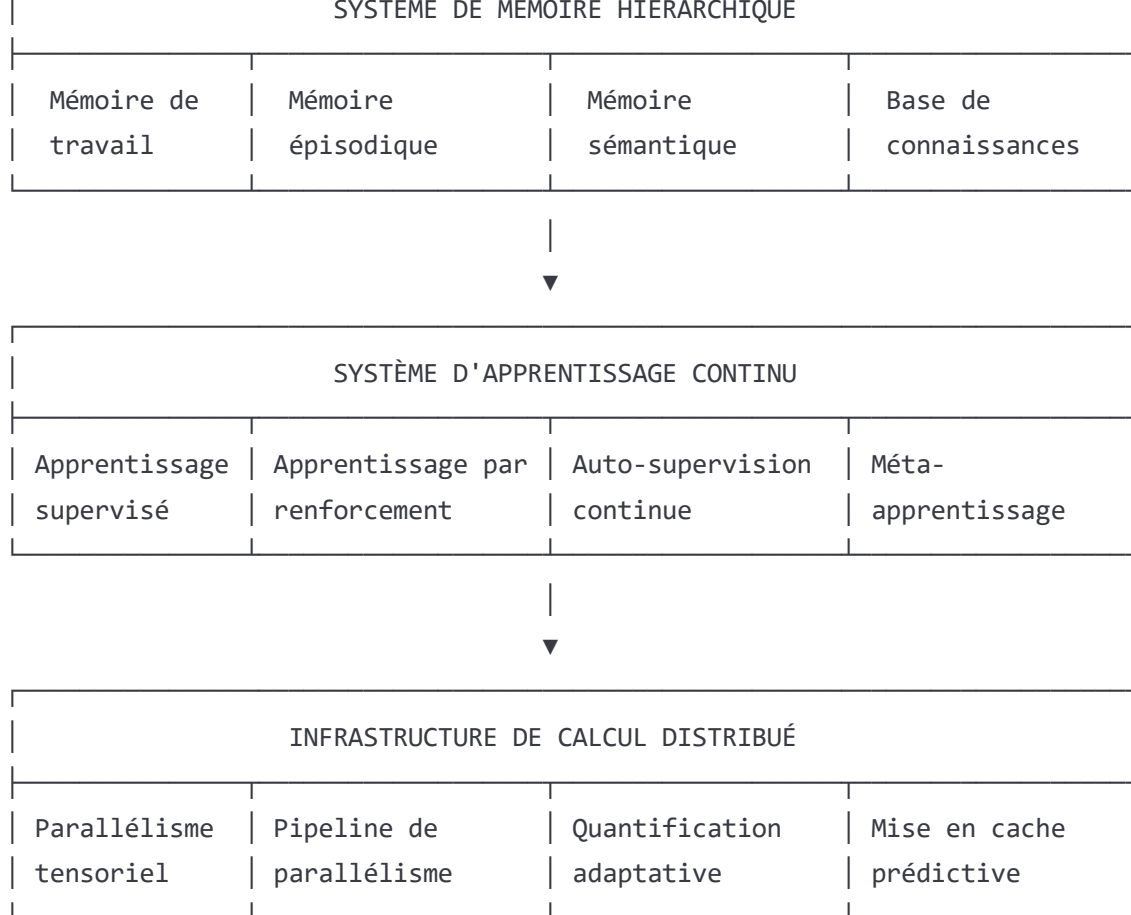 SYSTÈME DE MÉMOIRE HIÉRARCHIQUE
Mémoire de Mémoire Mémoire Base de
travail épisodique sémantique connaissances
SYSTÈME D'APPRENTISSAGE CONTINU
Apprentissage Apprentissage par Auto-supervision Méta-
supervisé renforcement continue apprentissage
INFRASTRUCTURE DE CALCUL DISTRIBUÉ
Parallélisme Pipeline de Quantification Mise en cache
tensoriel parallélisme adaptative prédictive